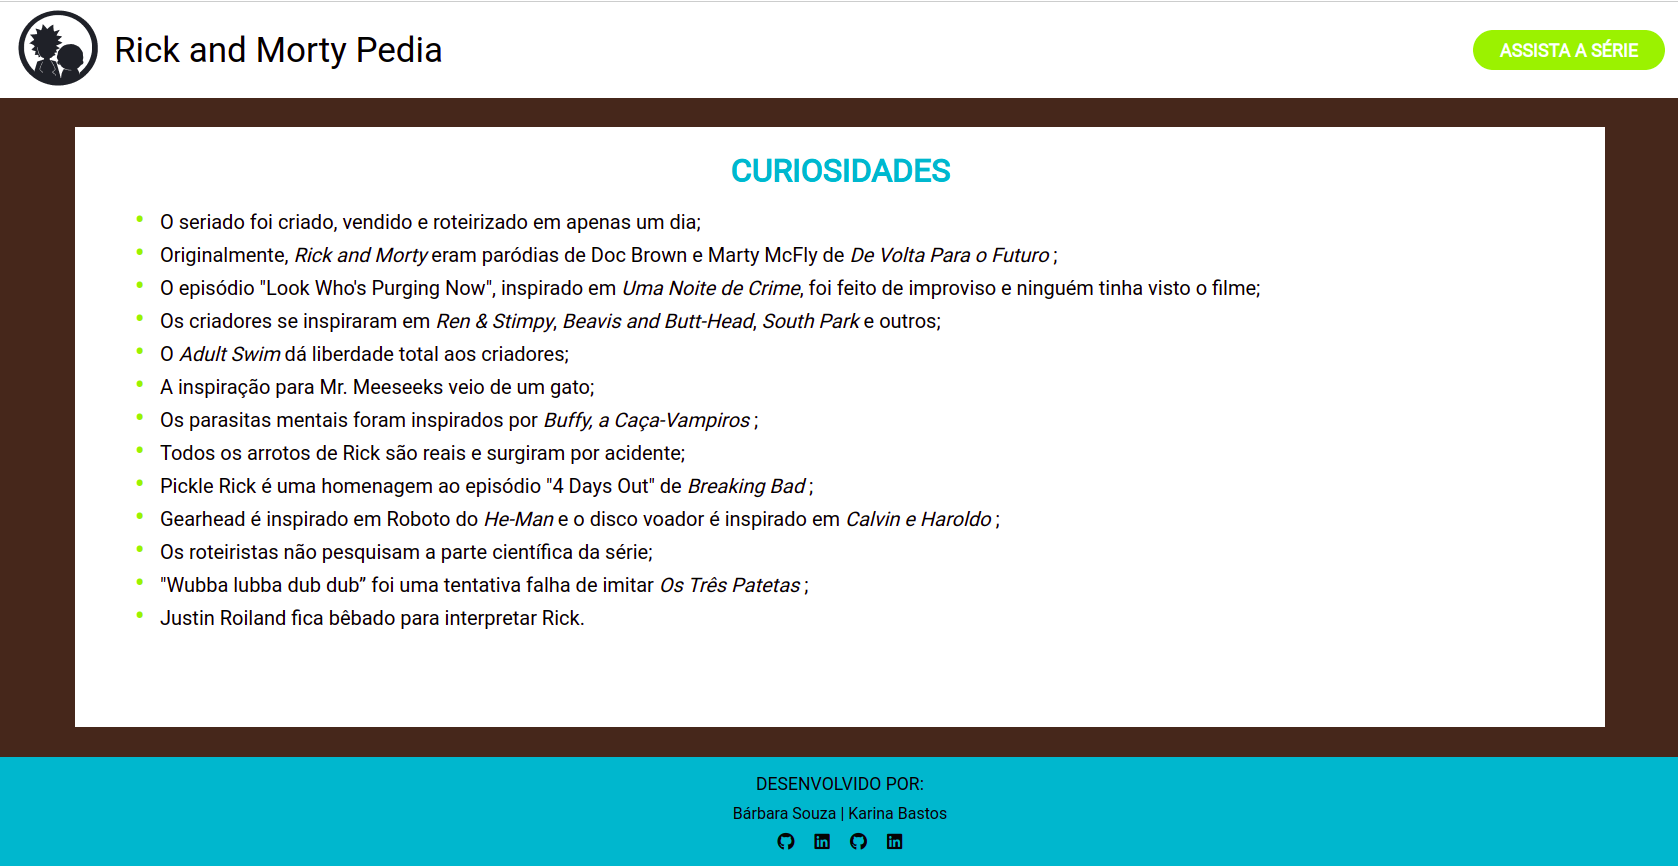 Rick and Morty Pedia
ASSISTA A SÉRIE
CURIOSIDADES
• O seriado foi criado, vendido e roteirizado em apenas um dia;
• Originalmente, Rick and Morty eram paródias de Doc Brown e Marty McFly de De Volta Para o Futuro ;
• O episódio "Look Who's Purging Now", inspirado em Uma Noite de Crime, foi feito de improviso e ninguém tinha visto o filme;
• Os criadores se inspiraram em Ren & Stimpy, Beavis and Butt-Head, South Park e outros;
• O Adult Swim dá liberdade total aos criadores;
• A inspiração para Mr. Meeseeks veio de um gato;
• Os parasitas mentais foram inspirados por Buffy, a Caça-Vampiros ;
• Todos os arrotos de Rick são reais e surgiram por acidente;
• Pickle Rick é uma homenagem ao episódio "4 Days Out" de Breaking Bad ;
• Gearhead é inspirado em Roboto do He-Man e o disco voador é inspirado em Calvin e Haroldo ;
• Os roteiristas não pesquisam a parte científica da série;
• "Wubba lubba dub dub” foi uma tentativa falha de imitar Os Três Patetas ;
• Justin Roiland fica bêbado para interpretar Rick.
DESENVOLVIDO POR:
Bárbara Souza | Karina Bastos